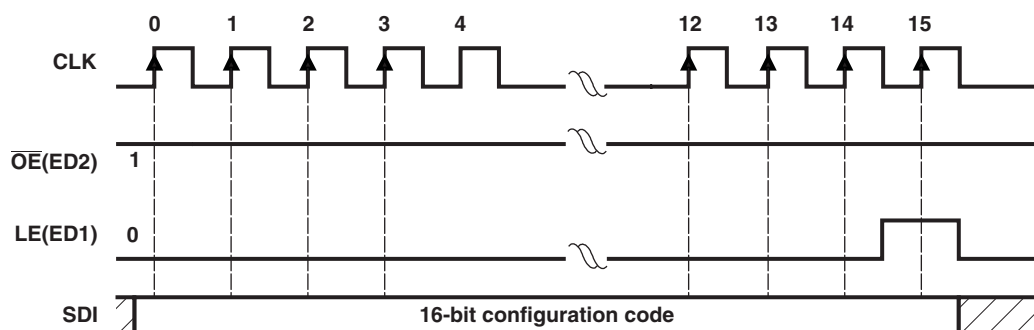 0 1 2 3 4 12 13 14 15
CLK
OE(ED2) 1
LE(ED1) 0
SDI 16-bit configuration code